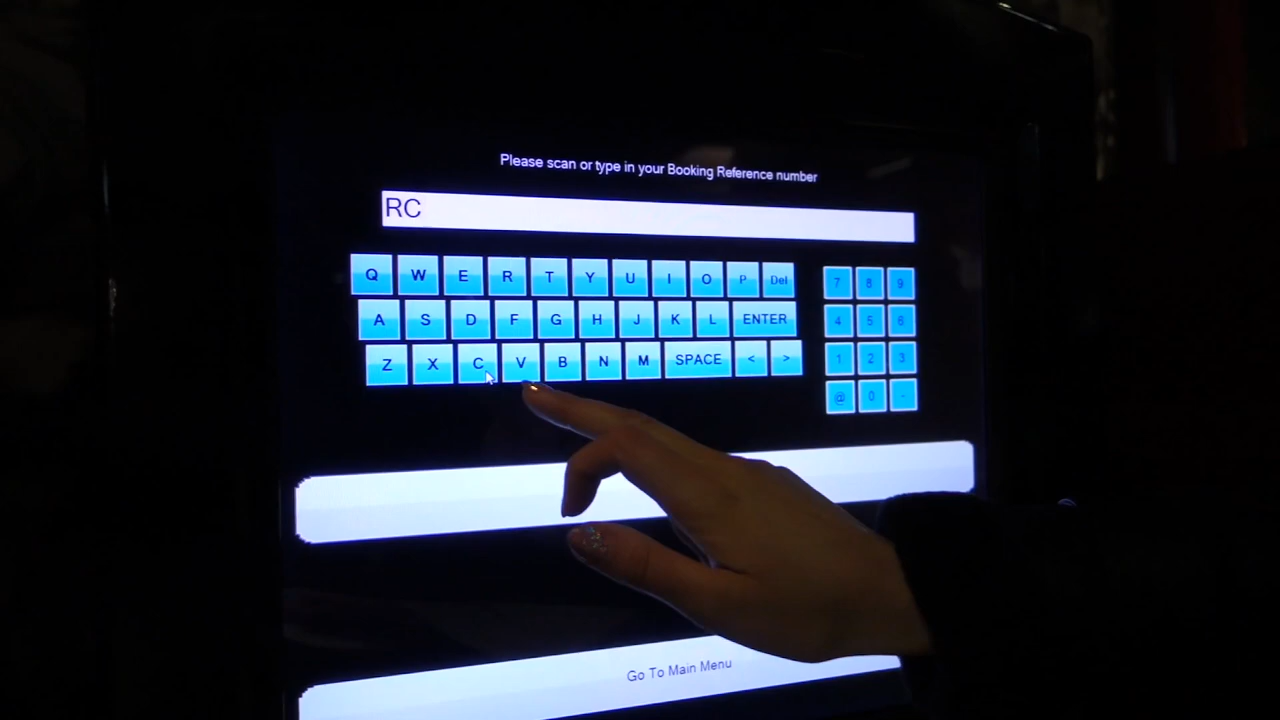 Please scan or type in your Booking Reference number
RC
Q W E R T Y U I O P Del 7 8 9
A S D F G H J K L ENTER 4 5 6
Z X C V B N M SPACE < > 1 2 3
@ 0 -
Go To Main Menu